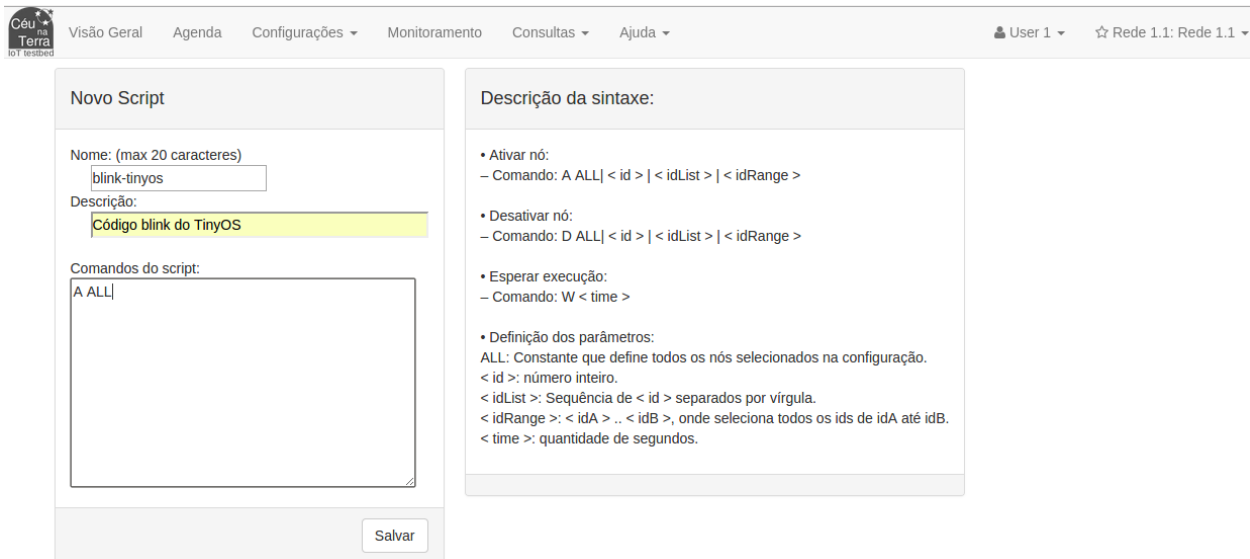 Céu
na
Terra
IoT testbed
Visão Geral Agenda Configurações Monitoramento Consultas Ajuda User 1 Rede 1.1: Rede 1.1
Novo Script
Nome: (max 20 caracteres)
blink-tinyos
Descrição:
Código blink do TinyOS
Comandos do script:
A ALL
Salvar
Descrição da sintaxe:
• Ativar nó:
– Comando: A ALL| < id > | < idList > | < idRange >
• Desativar nó:
– Comando: D ALL| < id > | < idList > | < idRange >
• Esperar execução:
– Comando: W < time >
• Definição dos parâmetros:
ALL: Constante que define todos os nós selecionados na configuração.
< id >: número inteiro.
< idList >: Sequência de < id > separados por vírgula.
< idRange >: < idA > .. < idB >, onde seleciona todos os ids de idA até idB.
< time >: quantidade de segundos.